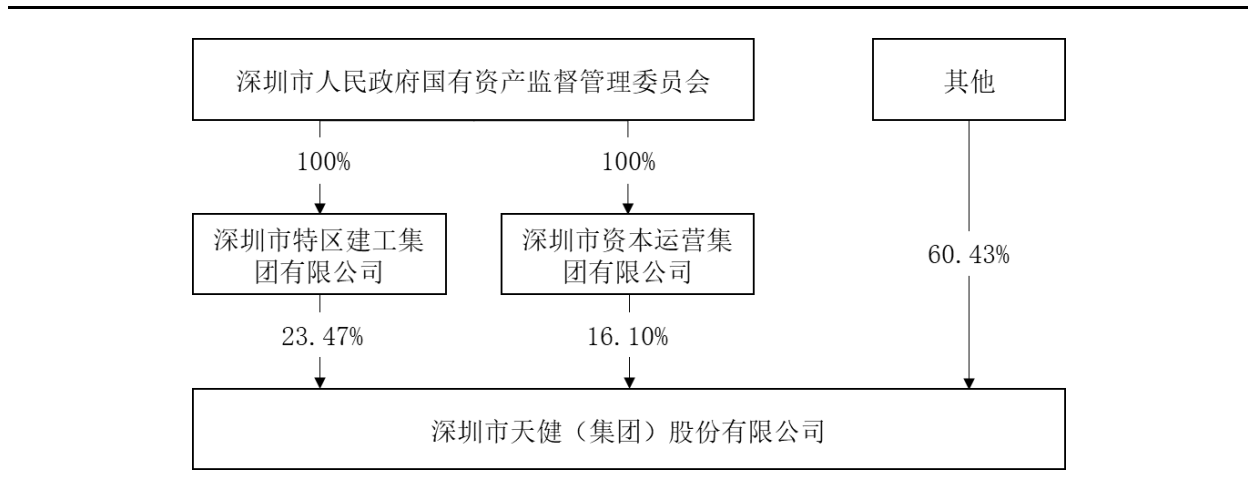 深圳市人民政府国有资产监督管理委员会
其他
100%
100%
深圳市特区建工集
团有限公司
深圳市资本运营集
团有限公司
60.43%
23.47%
16.10%
深圳市天健（集团）股份有限公司